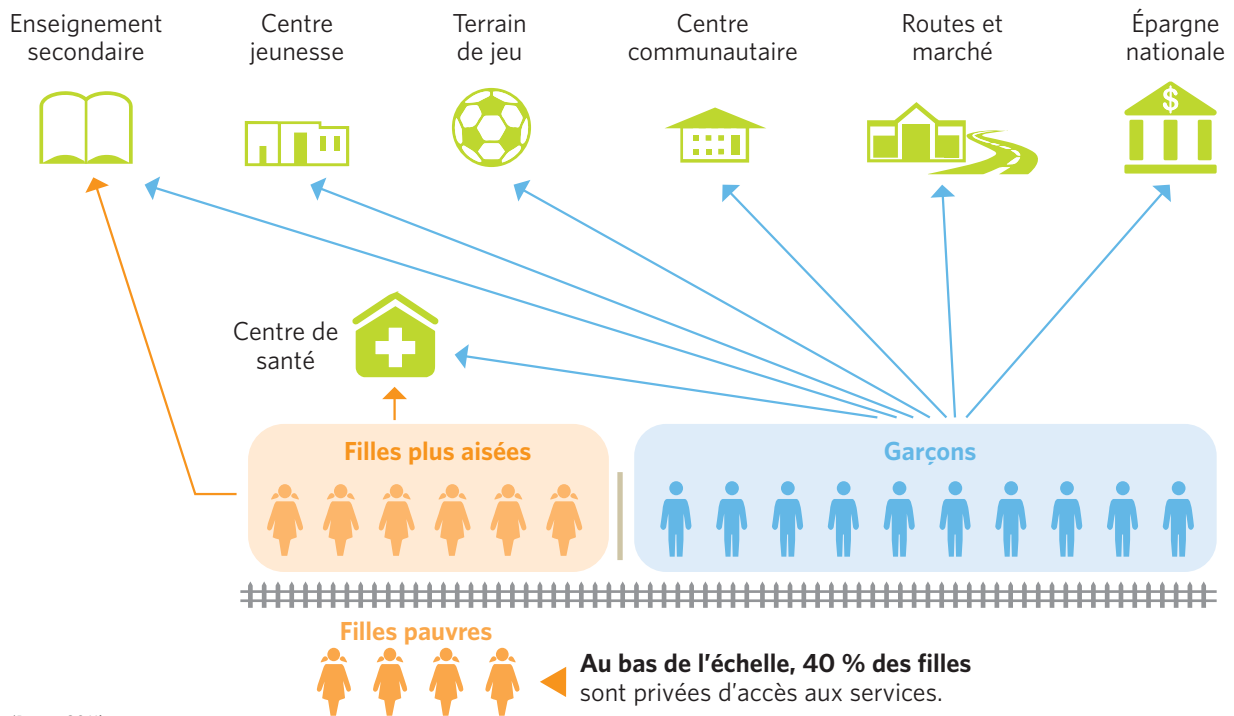 Enseignement
secondaire
Centre
jeunesse
Terrain
de jeu
Centre
communautaire
Routes et
marché
Épargne
nationale
$
Centre de
santé
Filles plus aisées
Garçons
Filles pauvres
Au bas de l'échelle, 40 % des filles
sont privées d'accès aux services.